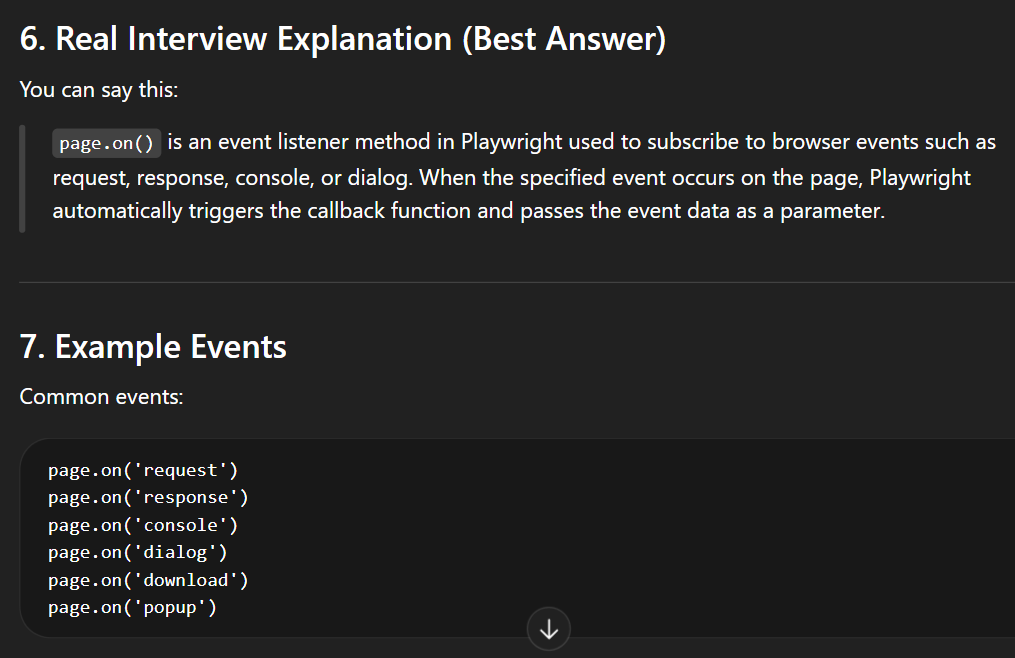 6. Real Interview Explanation (Best Answer)
You can say this:
page.on() is an event listener method in Playwright used to subscribe to browser events such as
request, response, console, or dialog. When the specified event occurs on the page, Playwright
automatically triggers the callback function and passes the event data as a parameter.
7. Example Events
Common events:
page.on('request')
page.on('response')
page.on('console')
page.on('dialog')
page.on('download')
page.on('popup')